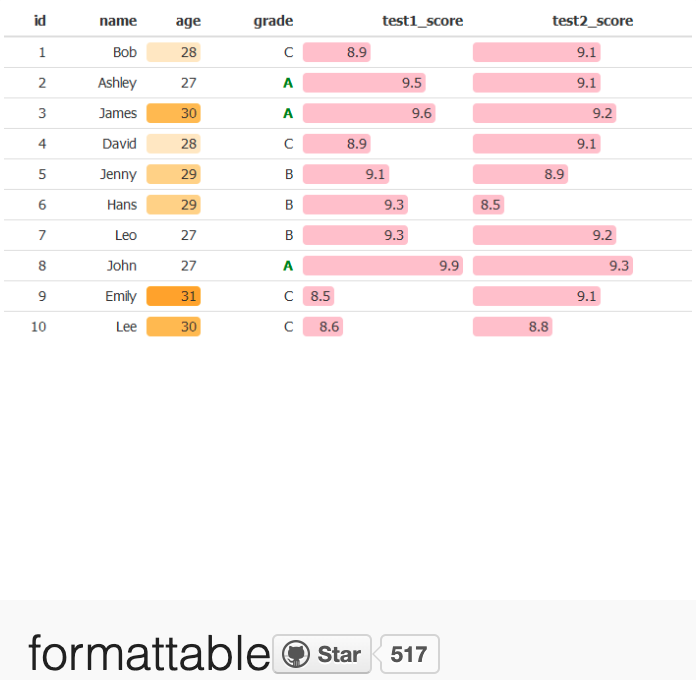 id name age grade test1_score test2_score
1 Bob 28 C 8.9 9.1
2 Ashley 27 A 9.5 9.1
3 James 30 A 9.6 9.2
4 David 28 C 8.9 9.1
5 Jenny 29 B 9.1 8.9
6 Hans 29 B 9.3 8.5
7 Leo 27 B 9.3 9.2
8 John 27 A 9.9 9.3
9 Emily 31 C 8.5 9.1
10 Lee 30 C 8.6 8.8
formattable Star 517